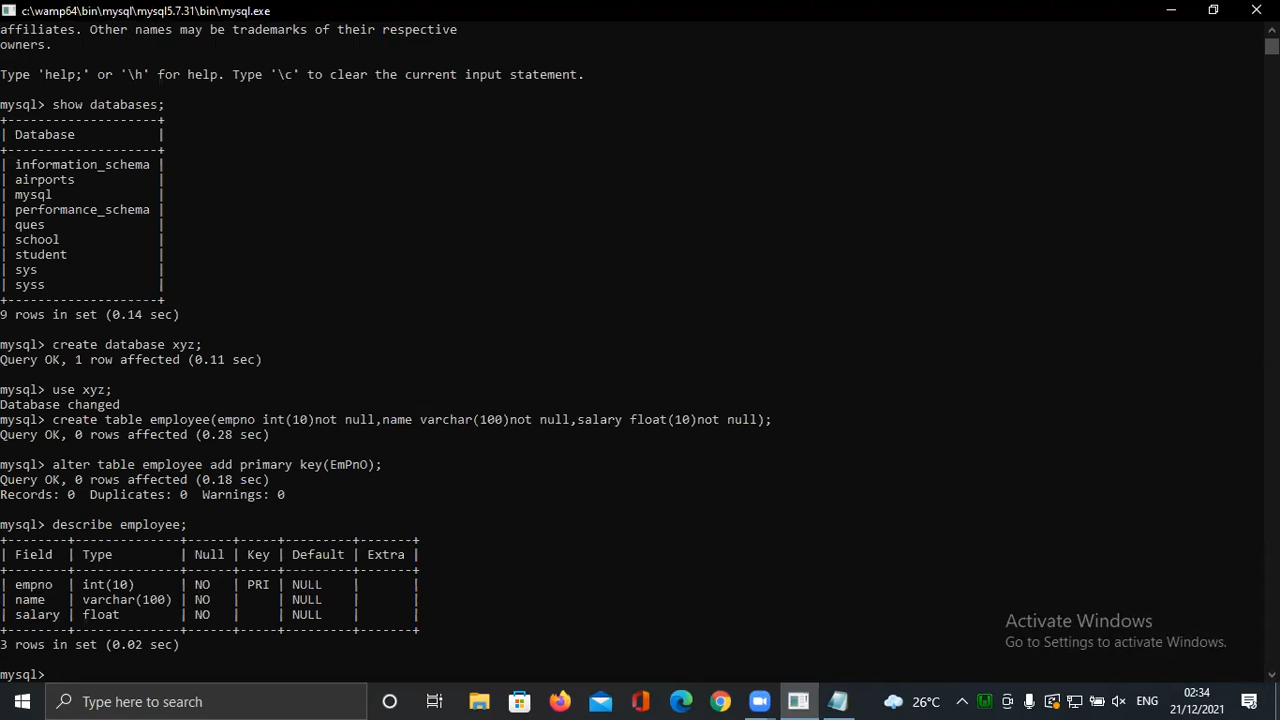 c:\wamp64\bin\mysql\mysql5.7.31\bin\mysql.exe
affiliates. Other names may be trademarks of their respective
owners.
Type 'help;' or '\h' for help. Type '\c' to clear the current input statement.
mysql> show databases;
+--------------------+
| Database           |
+--------------------+
| information_schema |
| airports           |
| mysql              |
| performance_schema |
| ques               |
| school             |
| student            |
| sys                |
| syss               |
+--------------------+
9 rows in set (0.14 sec)
mysql> create database xyz;
Query OK, 1 row affected (0.11 sec)
mysql> use xyz;
Database changed
mysql> create table employee(empno int(10)not null,name varchar(100)not null,salary float(10)not null);
Query OK, 0 rows affected (0.28 sec)
mysql> alter table employee add primary key(EmPnO);
Query OK, 0 rows affected (0.18 sec)
Records: 0  Duplicates: 0  Warnings: 0
mysql> describe employee;
+--------+--------------+------+-----+---------+-------+
| Field  | Type         | Null | Key | Default | Extra |
+--------+--------------+------+-----+---------+-------+
| empno  | int(10)      | NO   | PRI | NULL    |       |
| name   | varchar(100) | NO   |     | NULL    |       |
| salary | float        | NO   |     | NULL    |       |
+--------+--------------+------+-----+---------+-------+
3 rows in set (0.02 sec)
mysql>
Activate Windows
Go to Settings to activate Windows.
Type here to search
26°C
ENG
02:34
21/12/2021